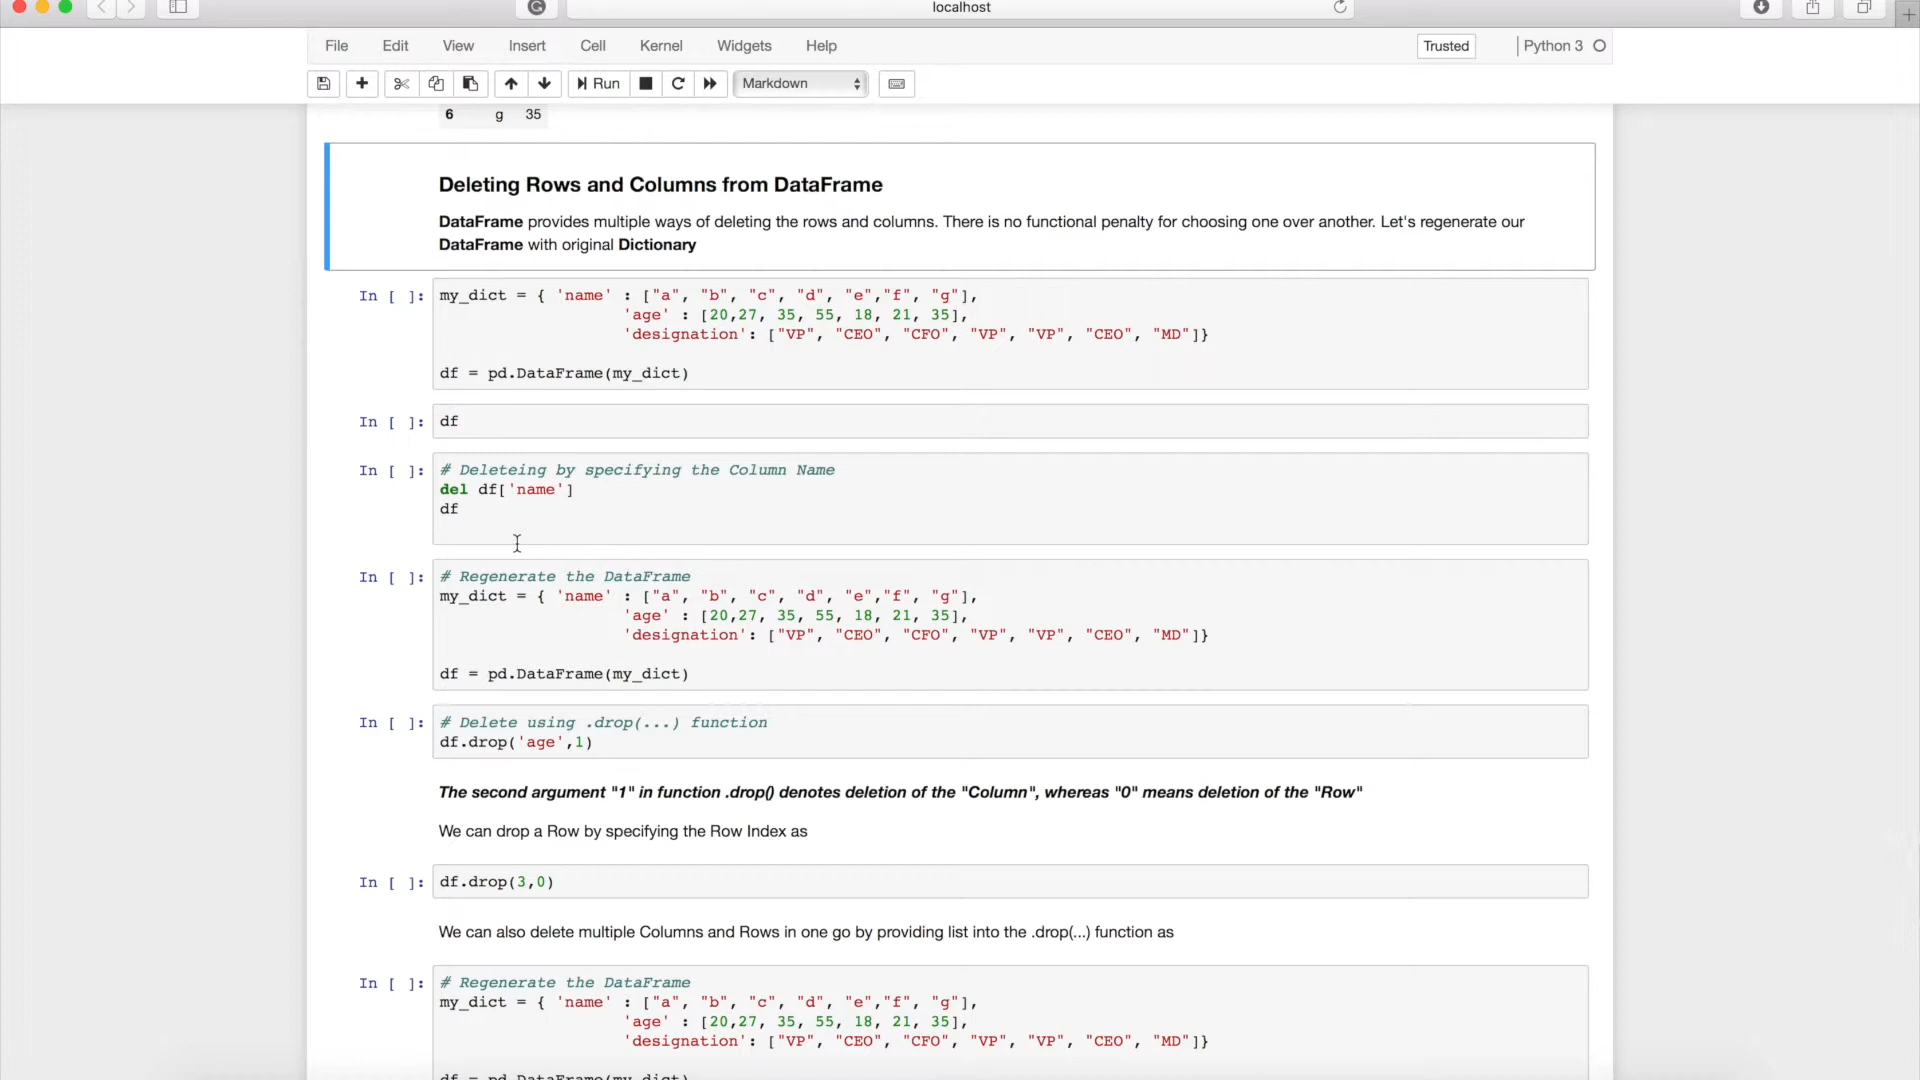 localhost
File Edit View Insert Cell Kernel Widgets Help Trusted Python 3
Run Markdown
6 g 35
Deleting Rows and Columns from DataFrame
DataFrame provides multiple ways of deleting the rows and columns. There is no functional penalty for choosing one over another. Let's regenerate our
DataFrame with original Dictionary
In [ ]: my_dict = { 'name' : ["a", "b", "c", "d", "e","f", "g"],
'age' : [20,27, 35, 55, 18, 21, 35],
'designation': ["VP", "CEO", "CFO", "VP", "VP", "CEO", "MD"]}
df = pd.DataFrame(my_dict)
In [ ]: df
In [ ]: # Deleteing by specifying the Column Name
del df['name']
df
In [ ]: # Regenerate the DataFrame
my_dict = { 'name' : ["a", "b", "c", "d", "e","f", "g"],
'age' : [20,27, 35, 55, 18, 21, 35],
'designation': ["VP", "CEO", "CFO", "VP", "VP", "CEO", "MD"]}
df = pd.DataFrame(my_dict)
In [ ]: # Delete using .drop(...) function
df.drop('age',1)
The second argument "1" in function .drop() denotes deletion of the "Column", whereas "0" means deletion of the "Row"
We can drop a Row by specifying the Row Index as
In [ ]: df.drop(3,0)
We can also delete multiple Columns and Rows in one go by providing list into the .drop(...) function as
In [ ]: # Regenerate the DataFrame
my_dict = { 'name' : ["a", "b", "c", "d", "e","f", "g"],
'age' : [20,27, 35, 55, 18, 21, 35],
'designation': ["VP", "CEO", "CFO", "VP", "VP", "CEO", "MD"]}
df = pd.DataFrame(my_dict)